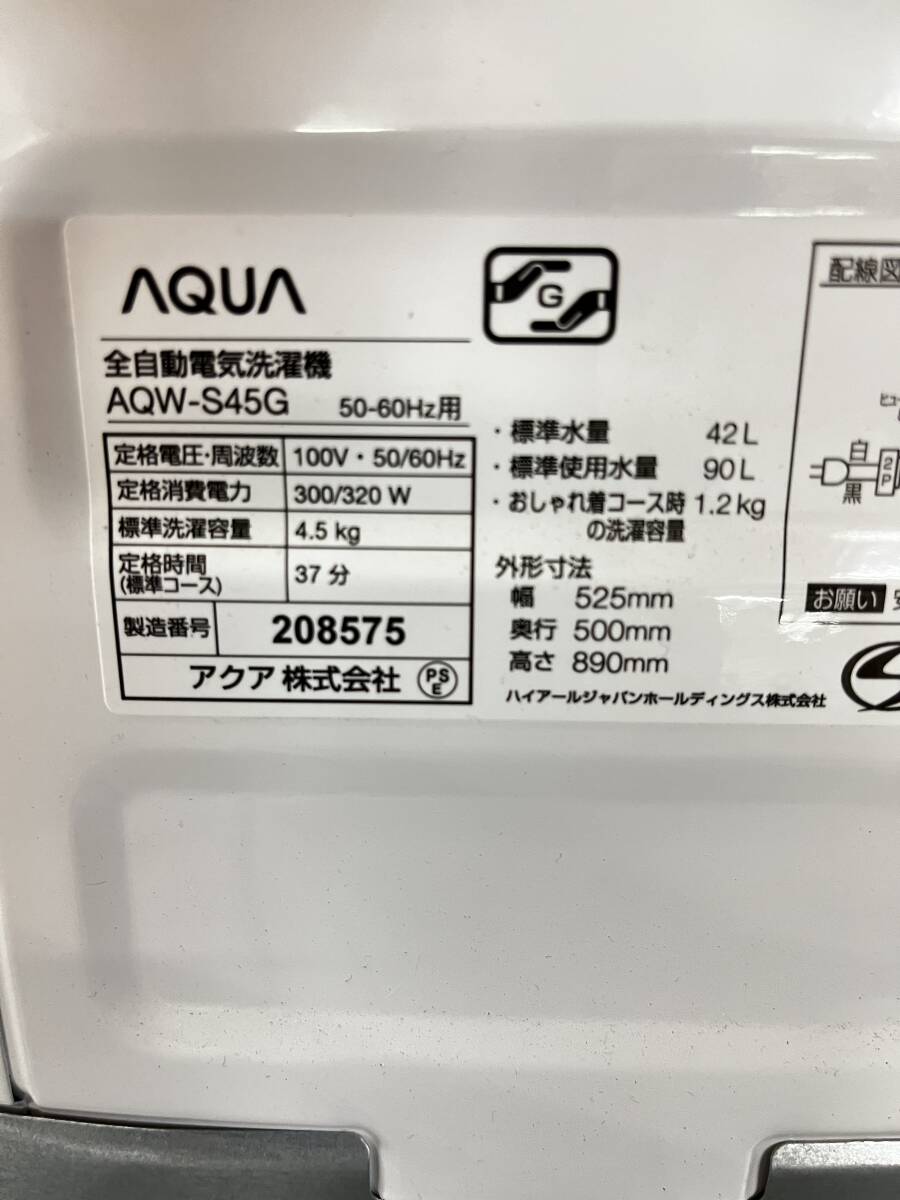 AQUA
全自動電気洗濯機
AQW-S45G 50-60Hz用
定格電圧・周波数 100V・50/60Hz
定格消費電力 300/320 W
標準洗濯容量 4.5 kg
定格時間 37 分
(標準コース)
製造番号 208575
アクア 株式会社 PS E
G
・標準水量 42L
・標準使用水量 90L
・おしゃれ着コース時 1.2kg
の洗濯容量
外形寸法
幅 525mm
奥行 500mm
高さ 890mm
ハイアールジャパンホールディングス株式会社
配線図
ヒュー
白
黒
2P
お願い